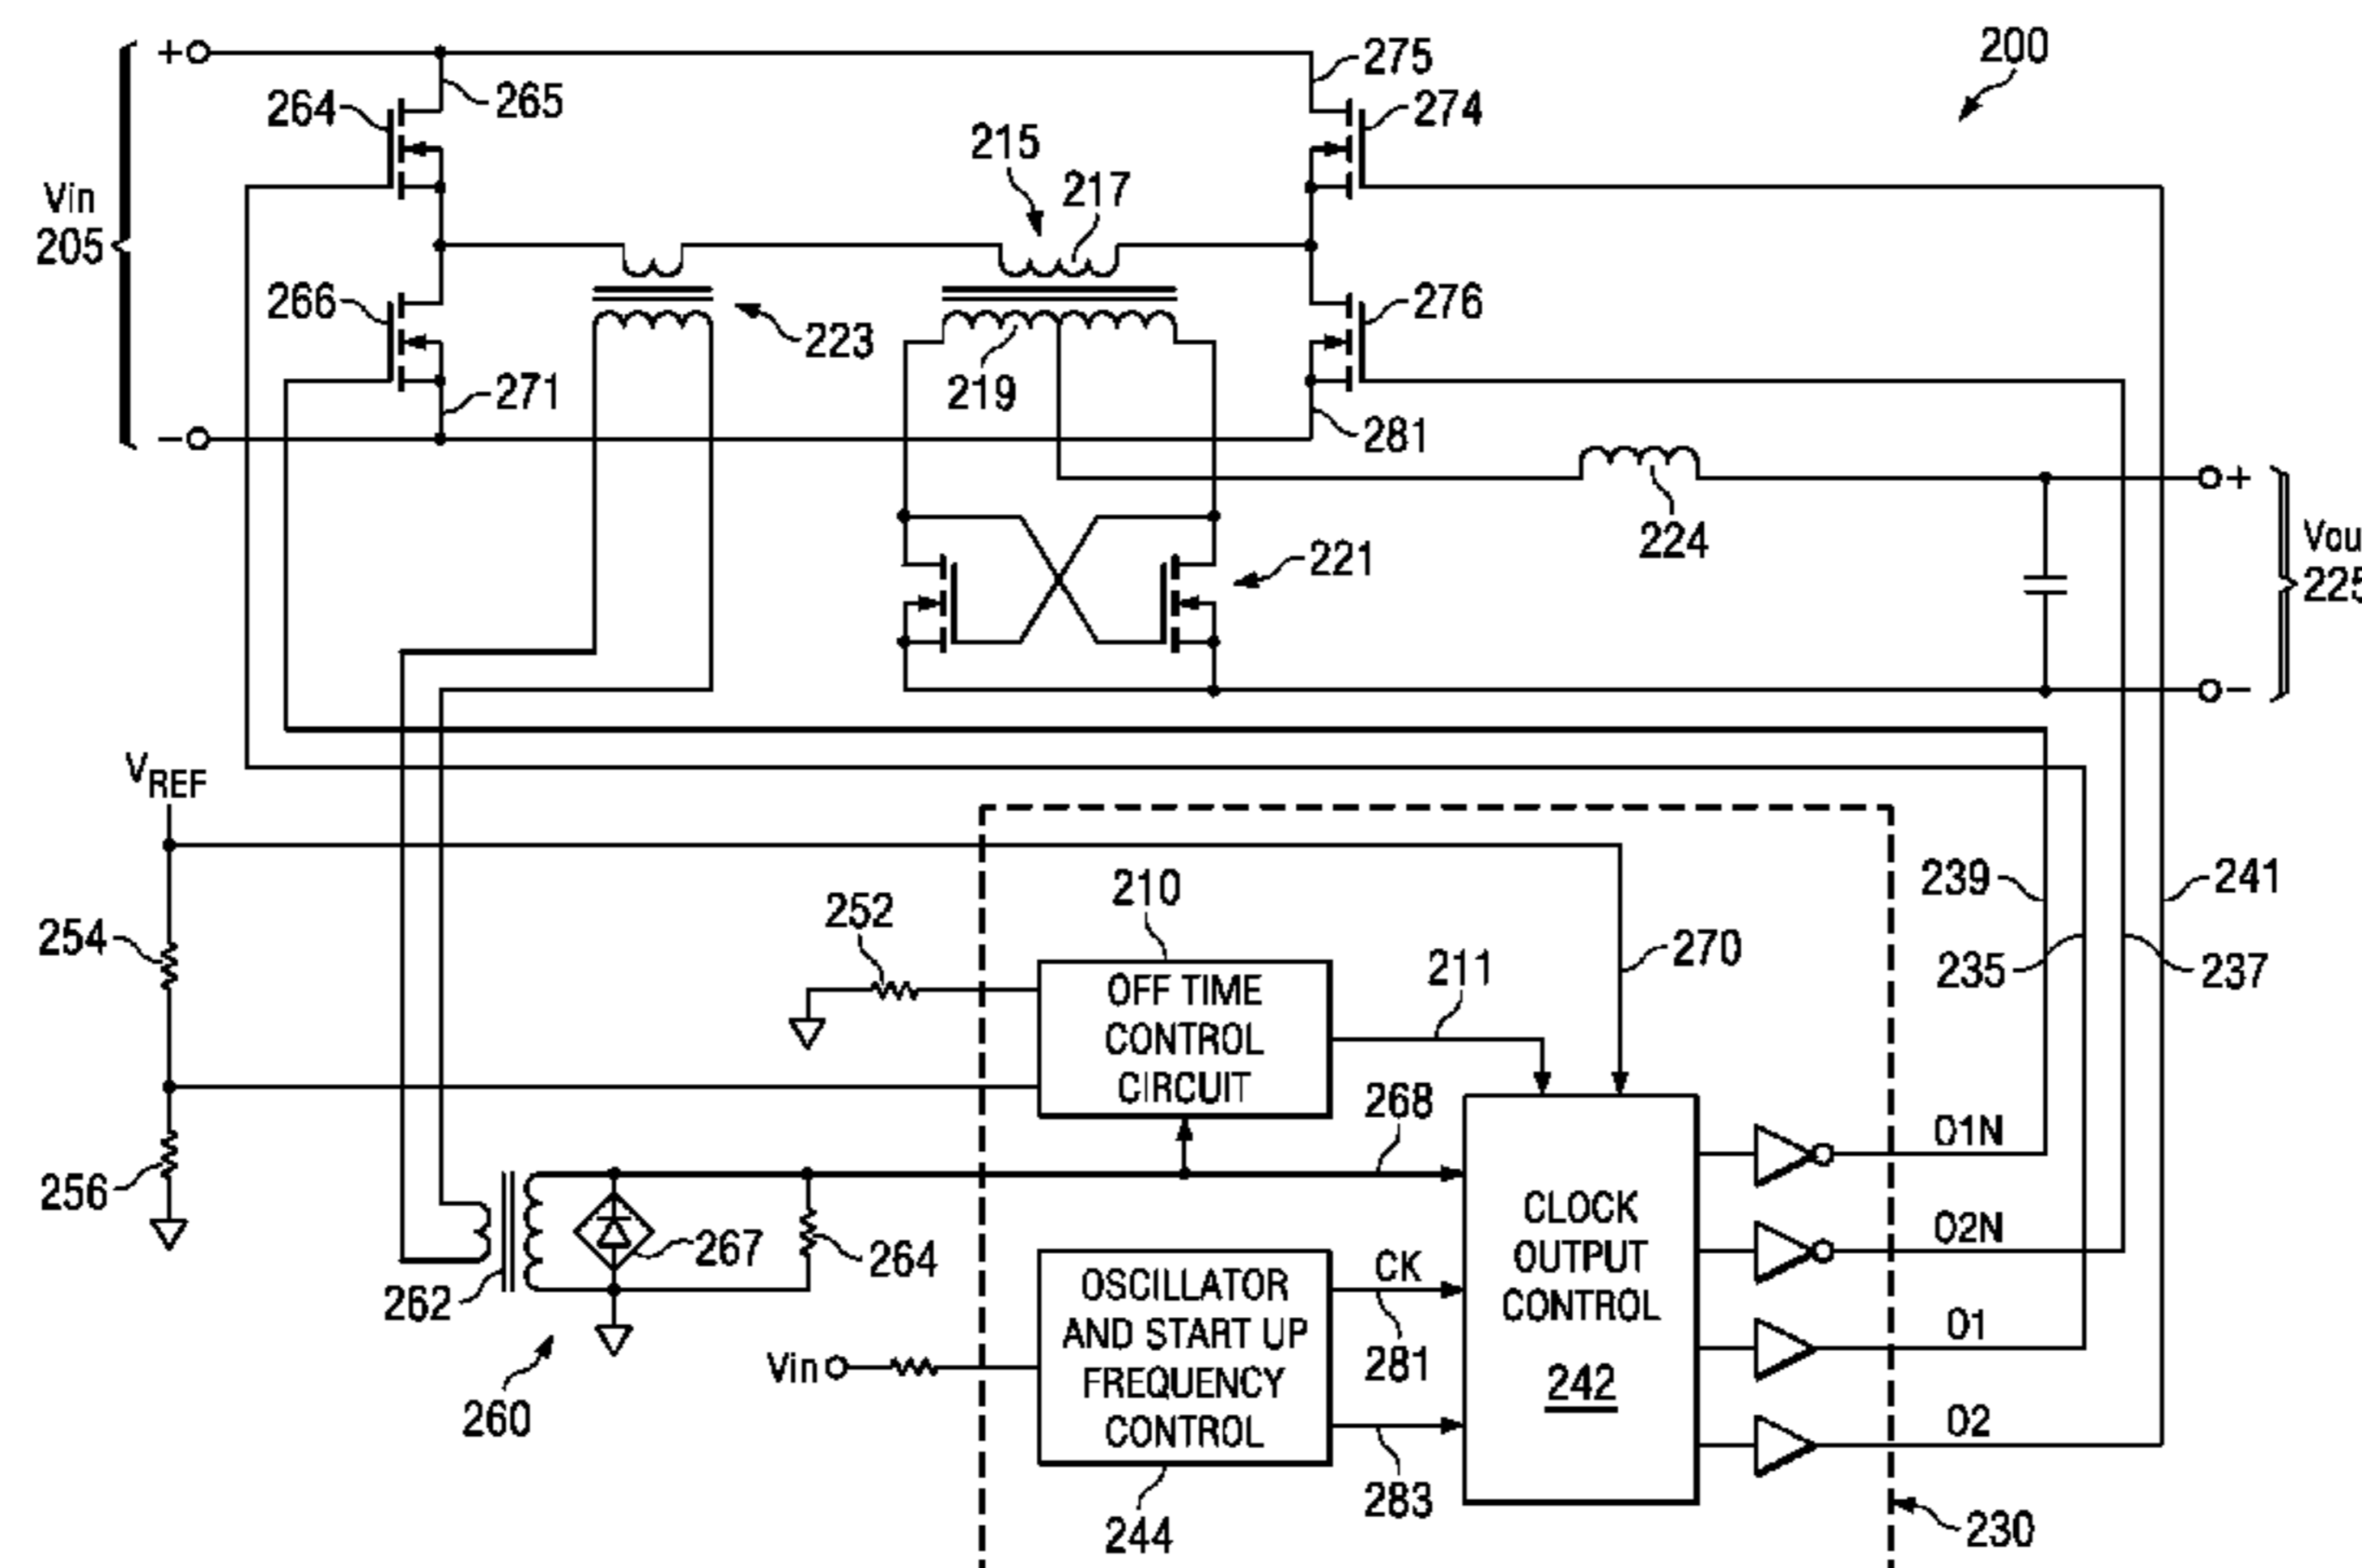 200
+
275
265
264
274
215
217
Vin
205
266
276
223
219
271
281
−
+
224
Vou
225
221
−
VREF
239
241
210
252
254
270
211
235
237
OFF TIME
CONTROL
CIRCUIT
268
O1N
256
CLOCK
OUTPUT
CONTROL
242
O2N
267
264
CK
281
262
OSCILLATOR
AND START UP
FREQUENCY
CONTROL
O1
Vin
260
O2
283
244
230